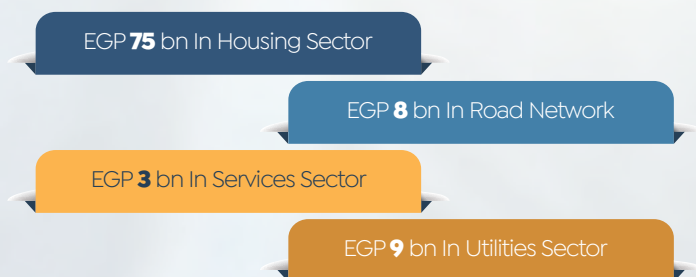 EGP 75 bn In Housing Sector
EGP 8 bn In Road Network
EGP 3 bn In Services Sector
EGP 9 bn In Utilities Sector